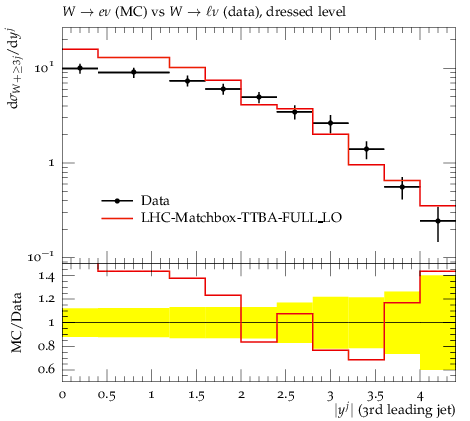 W → eν (MC) vs W → ℓν (data), dressed level
dσ_{W+≥3j}/dy^j
10¹
1
10⁻¹
Data
LHC-Matchbox-TTBA-FULL_LO
MC/Data
1.4
1.2
1
0.8
0.6
0 0.5 1 1.5 2 2.5 3 3.5 4
|y^j| (3rd leading jet)